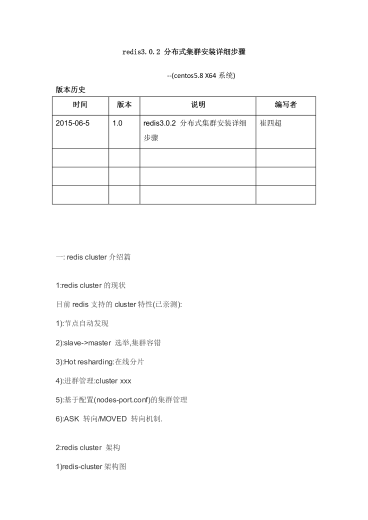 redis3.0.2 分布式集群安装详细步骤
--(centos5.8 X64 系统)
版本历史
时间 版本 说明 编写者
2015-06-5 1.0 redis3.0.2 分布式集群安装详细 崔四超
步骤
一: redis cluster 介绍篇
1:redis cluster 的现状
目前 redis 支持的 cluster 特性(已亲测):
1):节点自动发现
2):slave->master 选举,集群容错
3):Hot resharding:在线分片
4):进群管理:cluster xxx
5):基于配置(nodes-port.conf)的集群管理
6):ASK 转向/MOVED 转向机制.
2:redis cluster 架构
1)redis-cluster 架构图